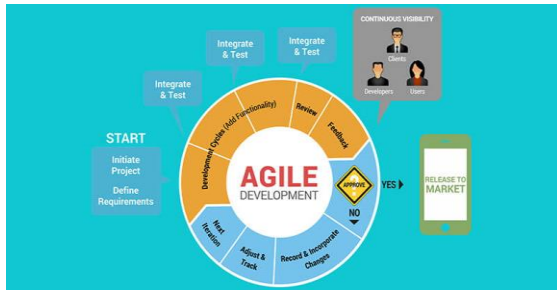 CONTINUOUS VISIBILITY
Clients
Developers
Users
Integrate
& Test
Integrate
& Test
Integrate
& Test
START
Initiate
Project
Define
Requirements
Development Cycles (Add Functionality)
Review
Feedback
AGILE
DEVELOPMENT
?
APPROVE
YES
NO
RELEASE TO
MARKET
Record & Incorporate
Changes
Adjust &
Track
Next
Iteration